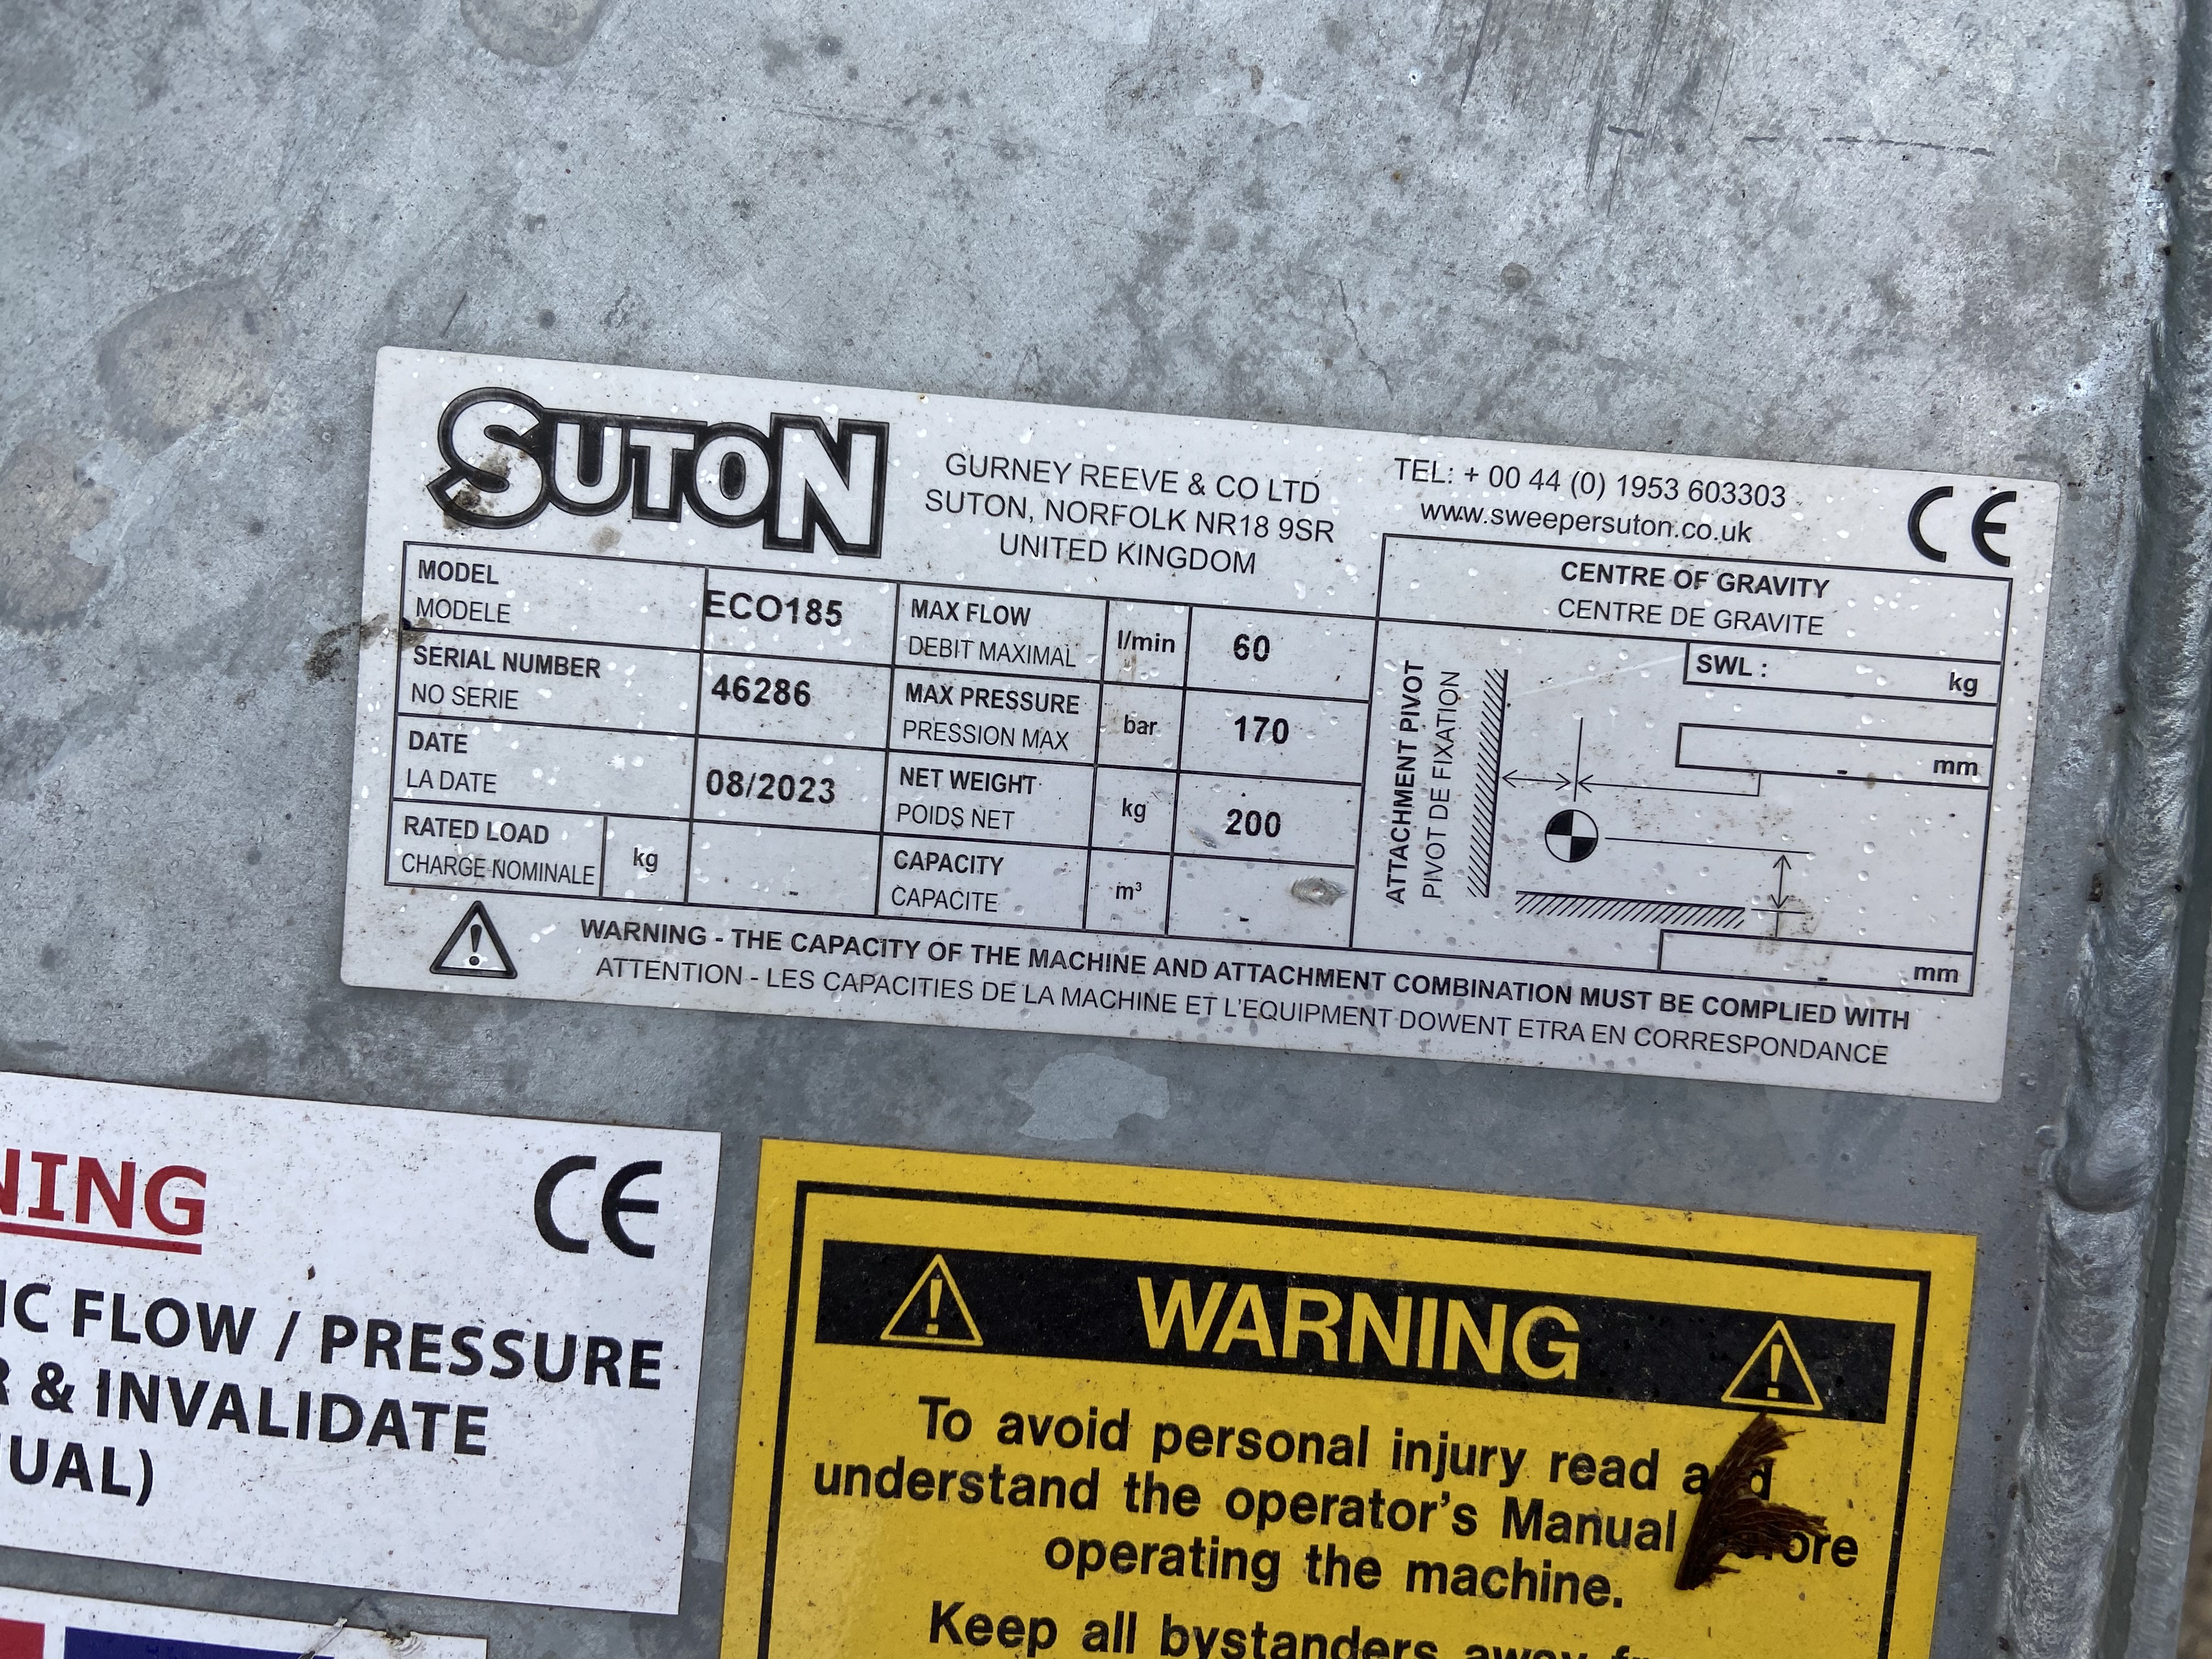 SUTON
GURNEY REEVE & CO LTD
SUTON, NORFOLK NR18 9SR
UNITED KINGDOM
TEL: + 00 44 (0) 1953 603303
www.sweepersuton.co.uk
CE
MODEL
MODELE
ECO185
SERIAL NUMBER
NO SERIE
46286
DATE
LA DATE
08/2023
RATED LOAD
CHARGE NOMINALE
kg
-
MAX FLOW
DEBIT MAXIMAL
l/min
60
MAX PRESSURE
PRESSION MAX
bar
170
NET WEIGHT
POIDS NET
kg
200
CAPACITY
CAPACITE
m³
-
CENTRE OF GRAVITY
CENTRE DE GRAVITE
ATTACHMENT PIVOT
PIVOT DE FIXATION
SWL : kg
- mm
- mm
WARNING - THE CAPACITY OF THE MACHINE AND ATTACHMENT COMBINATION MUST BE COMPLIED WITH
ATTENTION - LES CAPACITIES DE LA MACHINE ET L'EQUIPMENT DOWENT ETRA EN CORRESPONDANCE
NING
CE
IC FLOW / PRESSURE
R & INVALIDATE
UAL)
WARNING
To avoid personal injury read and
understand the operator's Manual before
operating the machine.
Keep all bystanders away